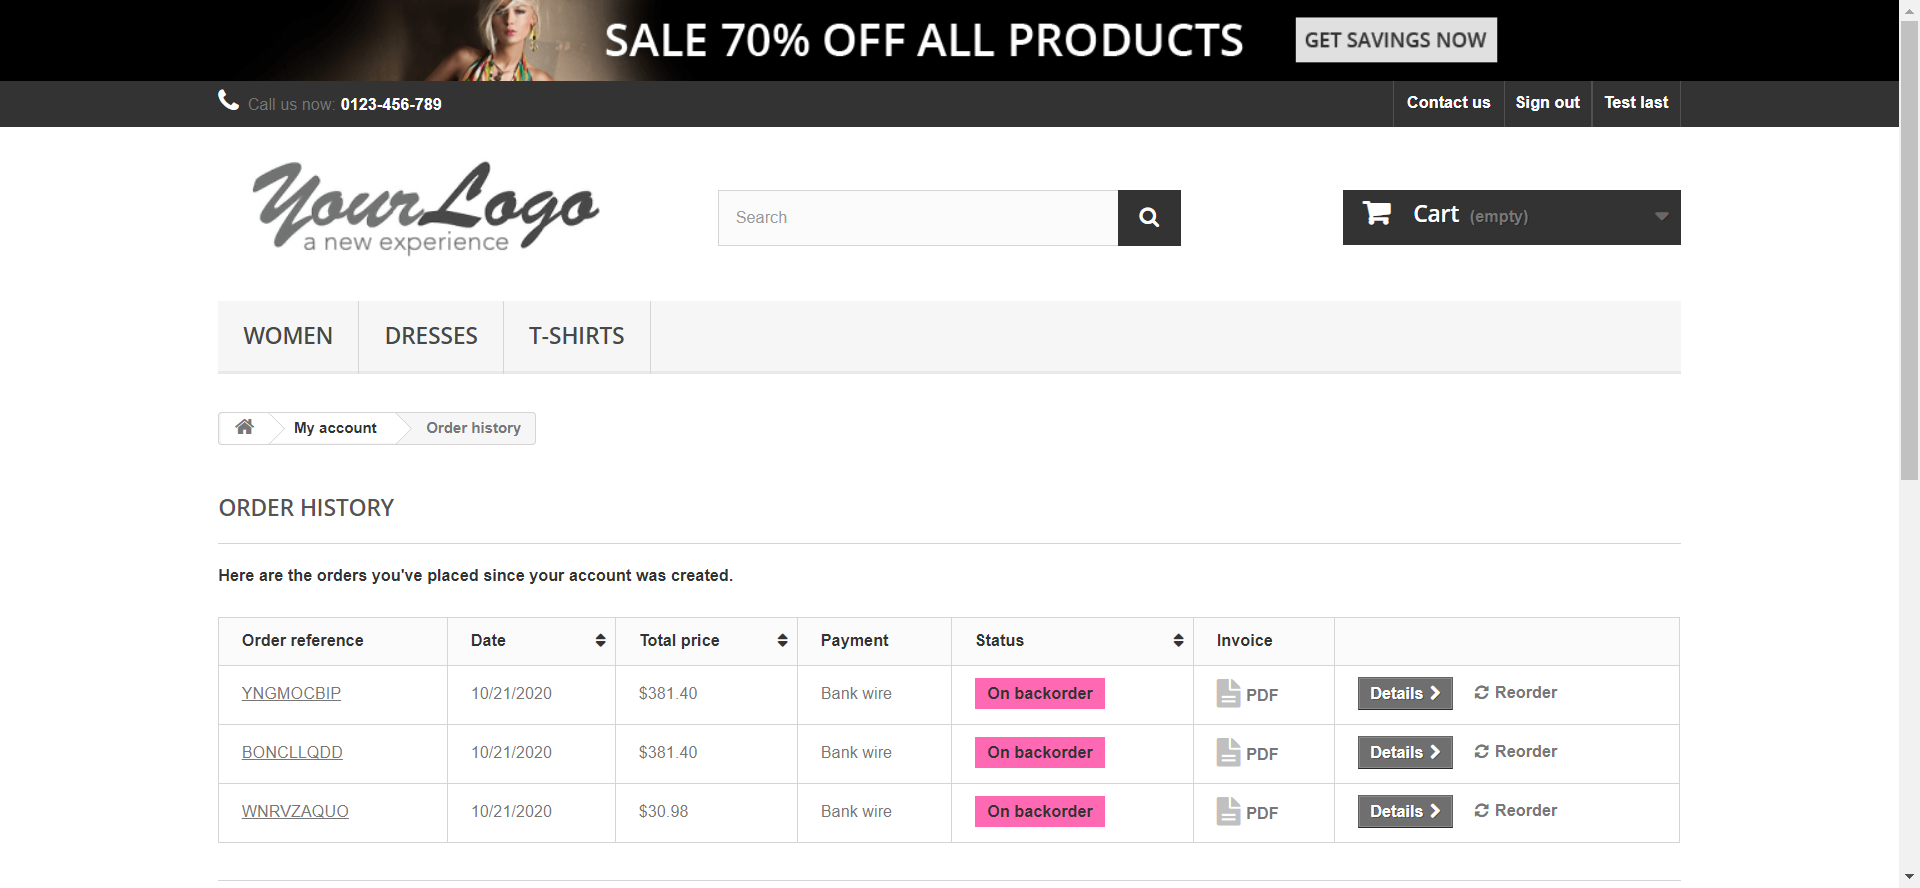 SALE 70% OFF ALL PRODUCTS GET SAVINGS NOW
Call us now: 0123-456-789 Contact us Sign out Test last
YourLogo
a new experience
Search
Cart (empty)
WOMEN DRESSES T-SHIRTS
My account Order history
ORDER HISTORY
Here are the orders you've placed since your account was created.
Order reference Date Total price Payment Status Invoice
YNGMOCBIP 10/21/2020 $381.40 Bank wire On backorder PDF Details Reorder
BONCLLQDD 10/21/2020 $381.40 Bank wire On backorder PDF Details Reorder
WNRVZAQUO 10/21/2020 $30.98 Bank wire On backorder PDF Details Reorder